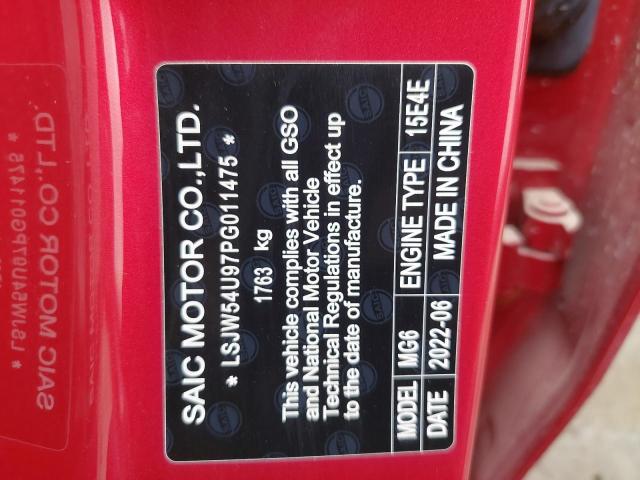 SAIC MOTOR CO.,LTD.
* LSJW54U97PG011475 *
1763 kg
This vehicle complies with all GSO
and National Motor Vehicle
Technical Regulations in effect up
to the date of manufacture.
MODEL MG6 ENGINE TYPE 15E4E
DATE 2022-06 MADE IN CHINA
SAIC MOTOR CO.,LTD.
* LSJW54U97PG011475 *